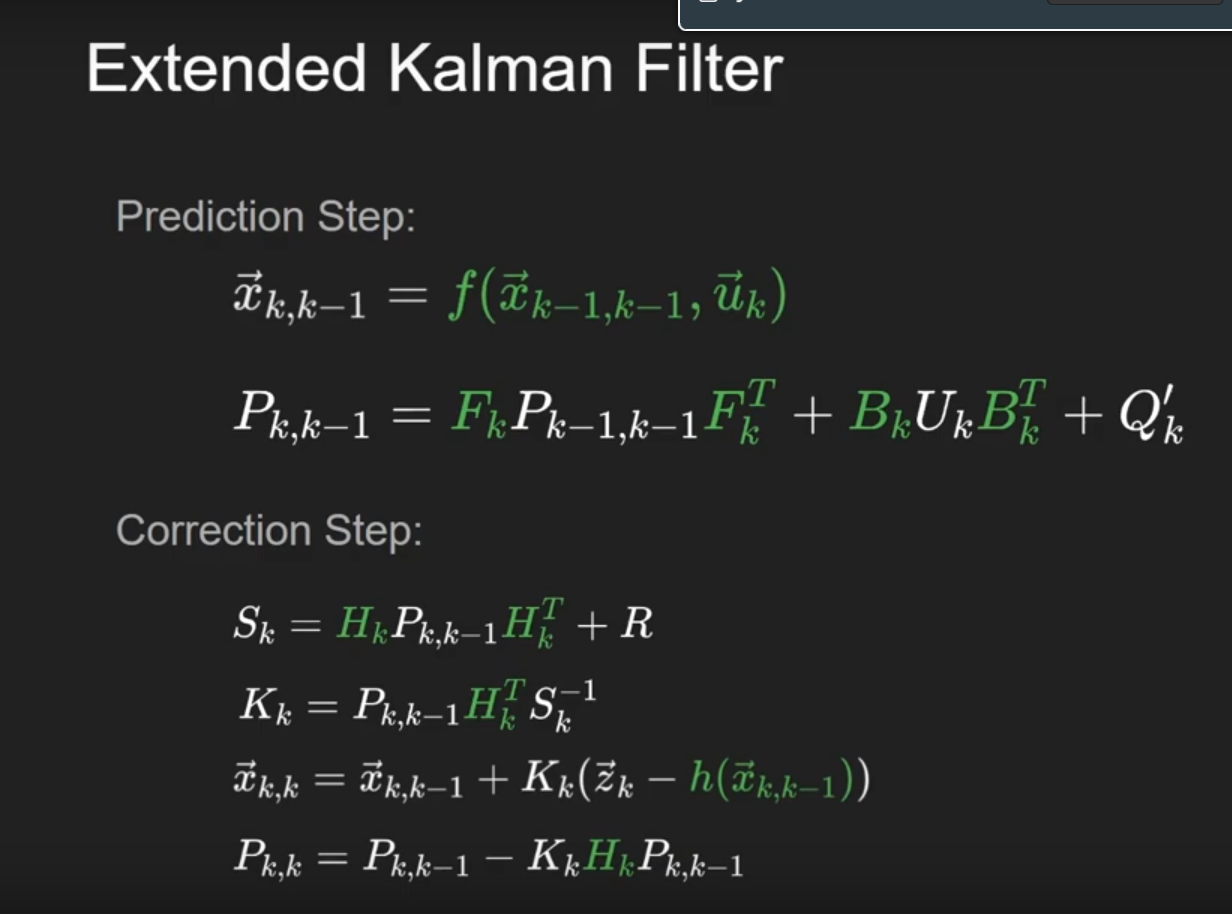 Extended Kalman Filter
Prediction Step:
$\vec{x}_{k,k-1} = f(\vec{x}_{k-1,k-1}, \vec{u}_k)$
$P_{k,k-1} = F_k P_{k-1,k-1} F_k^T + B_k U_k B_k^T + Q'_k$
Correction Step:
$S_k = H_k P_{k,k-1} H_k^T + R$
$K_k = P_{k,k-1} H_k^T S_k^{-1}$
$\vec{x}_{k,k} = \vec{x}_{k,k-1} + K_k(\vec{z}_k - h(\vec{x}_{k,k-1}))$
$P_{k,k} = P_{k,k-1} - K_k H_k P_{k,k-1}$